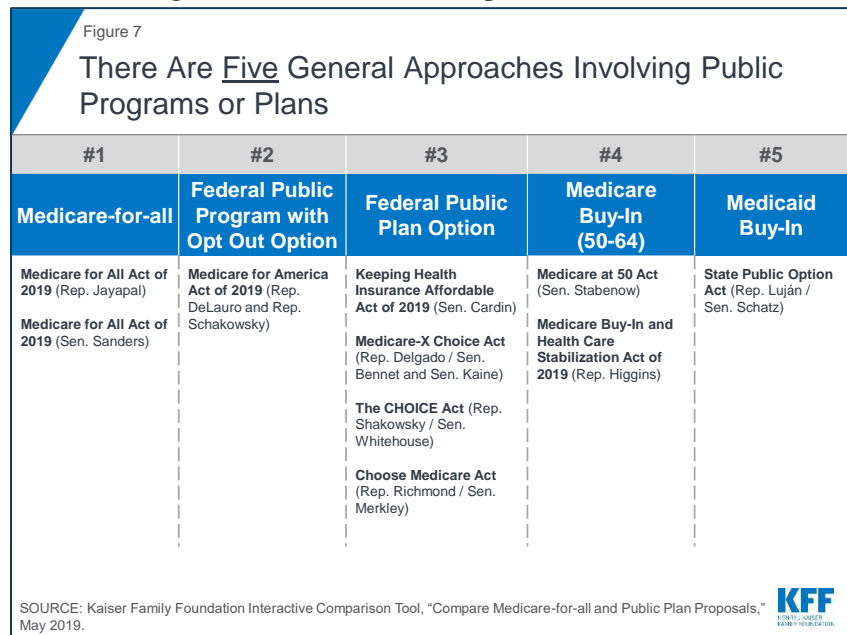 Figure 7
There Are Five General Approaches Involving Public
Programs or Plans
#1
#2
#3
#4
#5
Medicare-for-all
Federal Public
Program with
Opt Out Option
Federal Public
Plan Option
Medicare
Buy-In
(50-64)
Medicaid
Buy-In
Medicare for All Act of
2019 (Rep. Jayapal)
Medicare for All Act of
2019 (Sen. Sanders)
Medicare for America
Act of 2019 (Rep.
DeLauro and Rep.
Schakowsky)
Keeping Health
Insurance Affordable
Act of 2019 (Sen. Cardin)
Medicare-X Choice Act
(Rep. Delgado / Sen.
Bennet and Sen. Kaine)
The CHOICE Act (Rep.
Shakowsky / Sen.
Whitehouse)
Choose Medicare Act
(Rep. Richmond / Sen.
Merkley)
Medicare at 50 Act
(Sen. Stabenow)
Medicare Buy-In and
Health Care
Stabilization Act of
2019 (Rep. Higgins)
State Public Option
Act (Rep. Luján /
Sen. Schatz)
SOURCE: Kaiser Family Foundation Interactive Comparison Tool, “Compare Medicare-for-all and Public Plan Proposals,”
May 2019.
KFF
HENRY J KAISER
FAMILY FOUNDATION